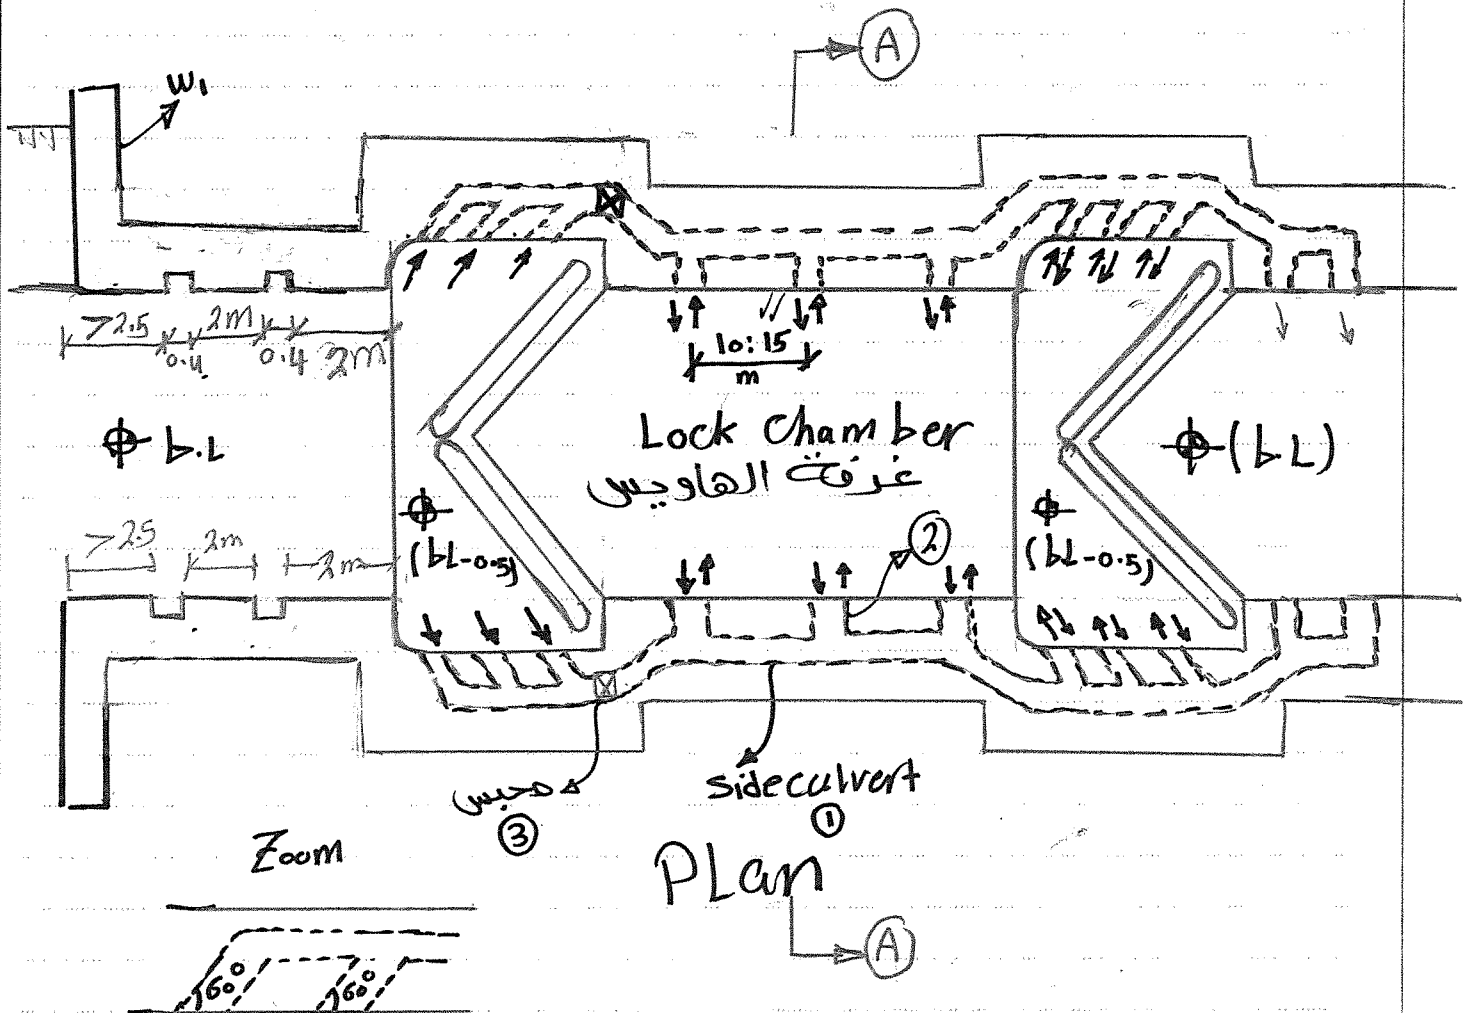 A
W1
>2.5
2m
0.4
0.4
2m
10:15
m
b.L
Lock Chamber
غرفة الهاويس
(b.L)
>2.5
2m
2m
(bL-0.5)
2
(bL-0.5)
محبس
3
sideculvert
1
Zoom
PLan
A
60°
60°